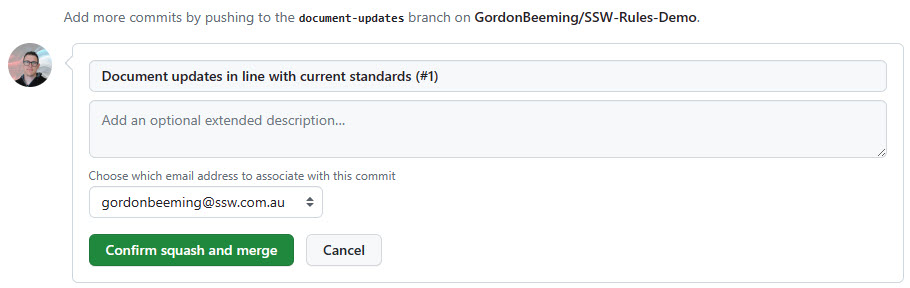 Add more commits by pushing to the document-updates branch on GordonBeeming/SSW-Rules-Demo.
Document updates in line with current standards (#1)
Add an optional extended description...
Choose which email address to associate with this commit
gordonbeeming@ssw.com.au
Confirm squash and merge
Cancel